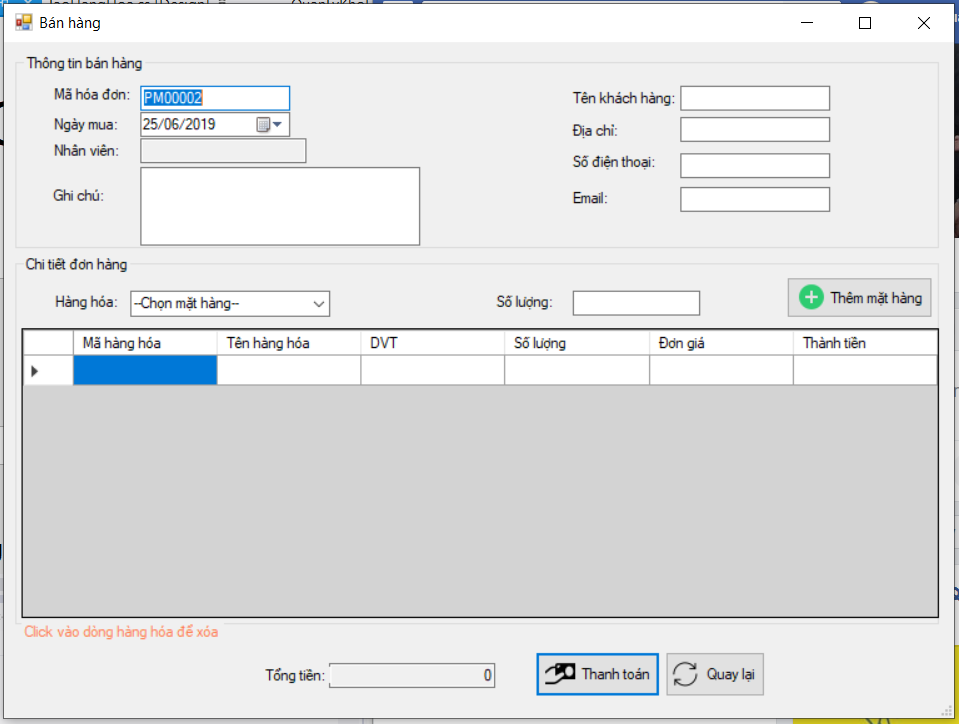 Bán hàng
Thông tin bán hàng
Mã hóa đơn: PM00002
Ngày mua: 25/06/2019
Nhân viên:
Ghi chú:
Tên khách hàng:
Địa chỉ:
Số điện thoại:
Email:
Chi tiết đơn hàng
Hàng hóa: --Chọn mặt hàng-- Số lượng: Thêm mặt hàng
Mã hàng hóa Tên hàng hóa DVT Số lượng Đơn giá Thành tiền
Click vào dòng hàng hóa để xóa
Tổng tiền: 0 Thanh toán Quay lại